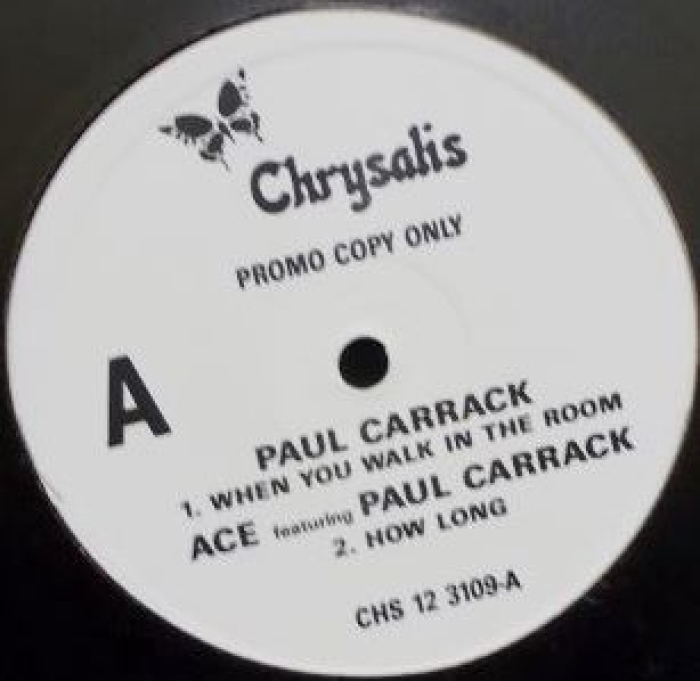 Chrysalis
PROMO COPY ONLY
A
PAUL CARRACK
1. WHEN YOU WALK IN THE ROOM
ACE featuring PAUL CARRACK
2. HOW LONG
CHS 12 3109-A